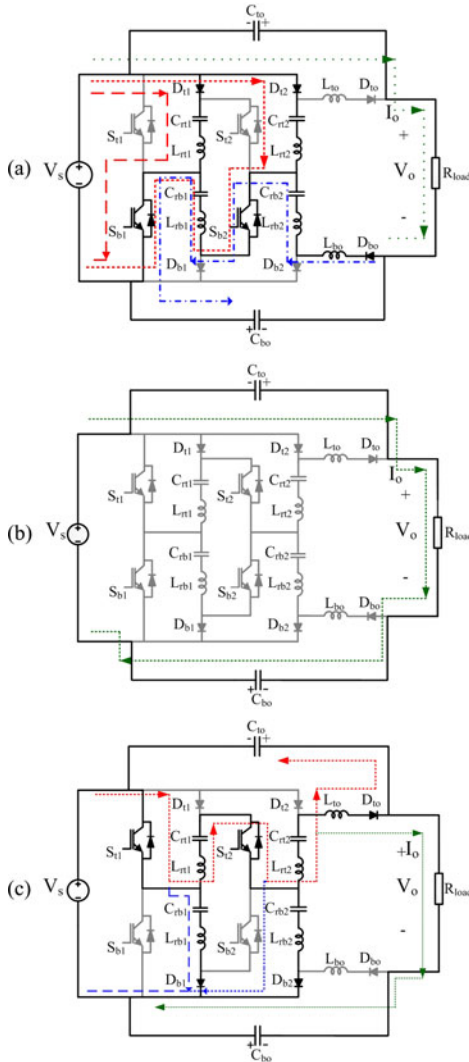 Cto
- +
Dt1
Dt2
Lto
Dto
St1
Crt1
St2
Crt2
Io
+
Lrt1
Lrt2
Vs
(a)
Vo
Rload
Crb1
Crb2
-
Sb1
Lrb1
Sb2
Lrb2
Lbo
Dbo
Db1
Db2
+ -
Cbo
Cto
- +
Dt1
Dt2
Lto
Dto
St1
Crt1
St2
Crt2
Io
+
Lrt1
Lrt2
(b)
Vs
Vo
Rload
Crb1
Crb2
-
Sb1
Lrb1
Sb2
Lrb2
Lbo
Dbo
Db1
Db2
+ -
Cbo
Cto
- +
Dt1
Dt2
Lto
Dto
St1
Crt1
St2
Crt2
+Io
Lrt1
Lrt2
(c)
Vs
Vo
Rload
Crb1
Crb2
-
Sb1
Lrb1
Sb2
Lrb2
Lbo
Dbo
Db1
Db2
+ -
Cbo